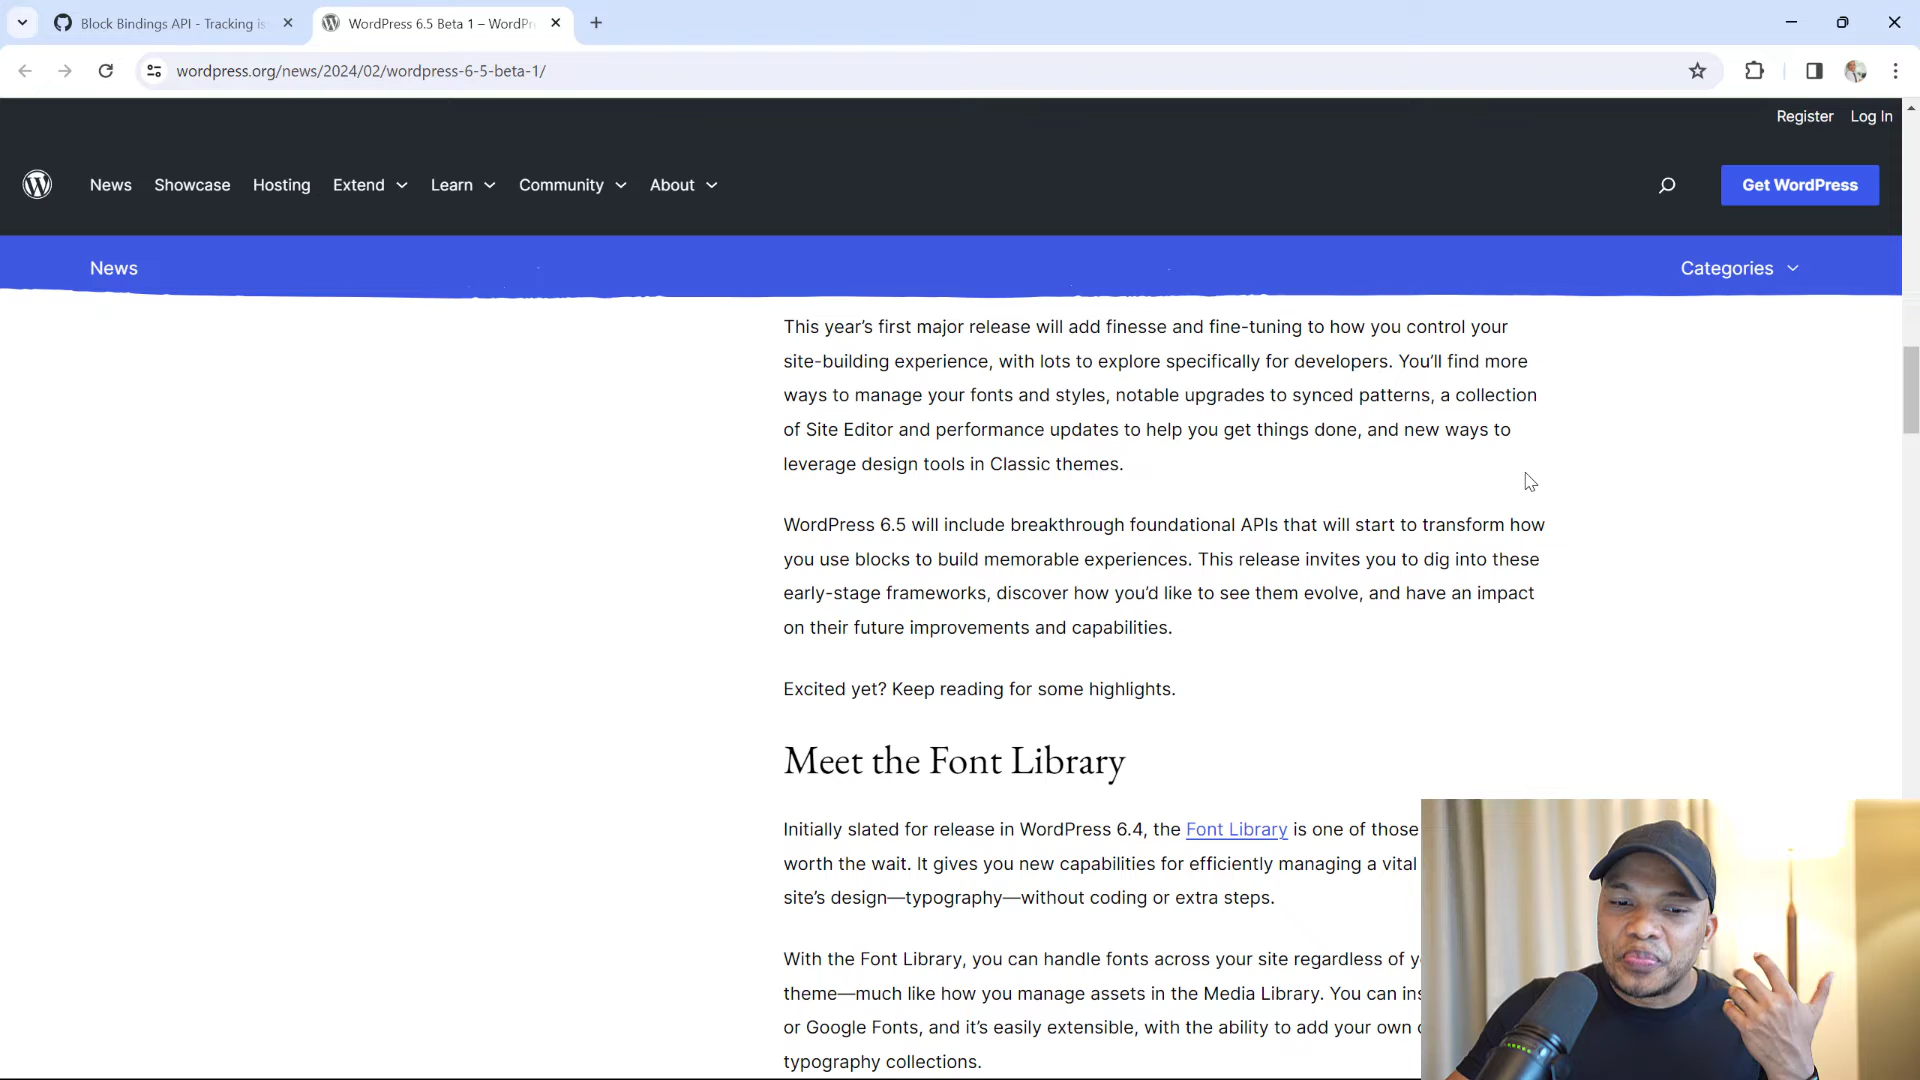 Block Bindings API - Tracking is
WordPress 6.5 Beta 1 – WordPr
wordpress.org/news/2024/02/wordpress-6-5-beta-1/
Register Log In
News Showcase Hosting Extend Learn Community About
Get WordPress
News
Categories
This year’s first major release will add finesse and fine-tuning to how you control your
site-building experience, with lots to explore specifically for developers. You’ll find more
ways to manage your fonts and styles, notable upgrades to synced patterns, a collection
of Site Editor and performance updates to help you get things done, and new ways to
leverage design tools in Classic themes.
WordPress 6.5 will include breakthrough foundational APIs that will start to transform how
you use blocks to build memorable experiences. This release invites you to dig into these
early-stage frameworks, discover how you’d like to see them evolve, and have an impact
on their future improvements and capabilities.
Excited yet? Keep reading for some highlights.
Meet the Font Library
Initially slated for release in WordPress 6.4, the Font Library is one of those
worth the wait. It gives you new capabilities for efficiently managing a vital
site’s design—typography—without coding or extra steps.
With the Font Library, you can handle fonts across your site regardless of
theme—much like how you manage assets in the Media Library. You can
or Google Fonts, and it’s easily extensible, with the ability to add your own
typography collections.